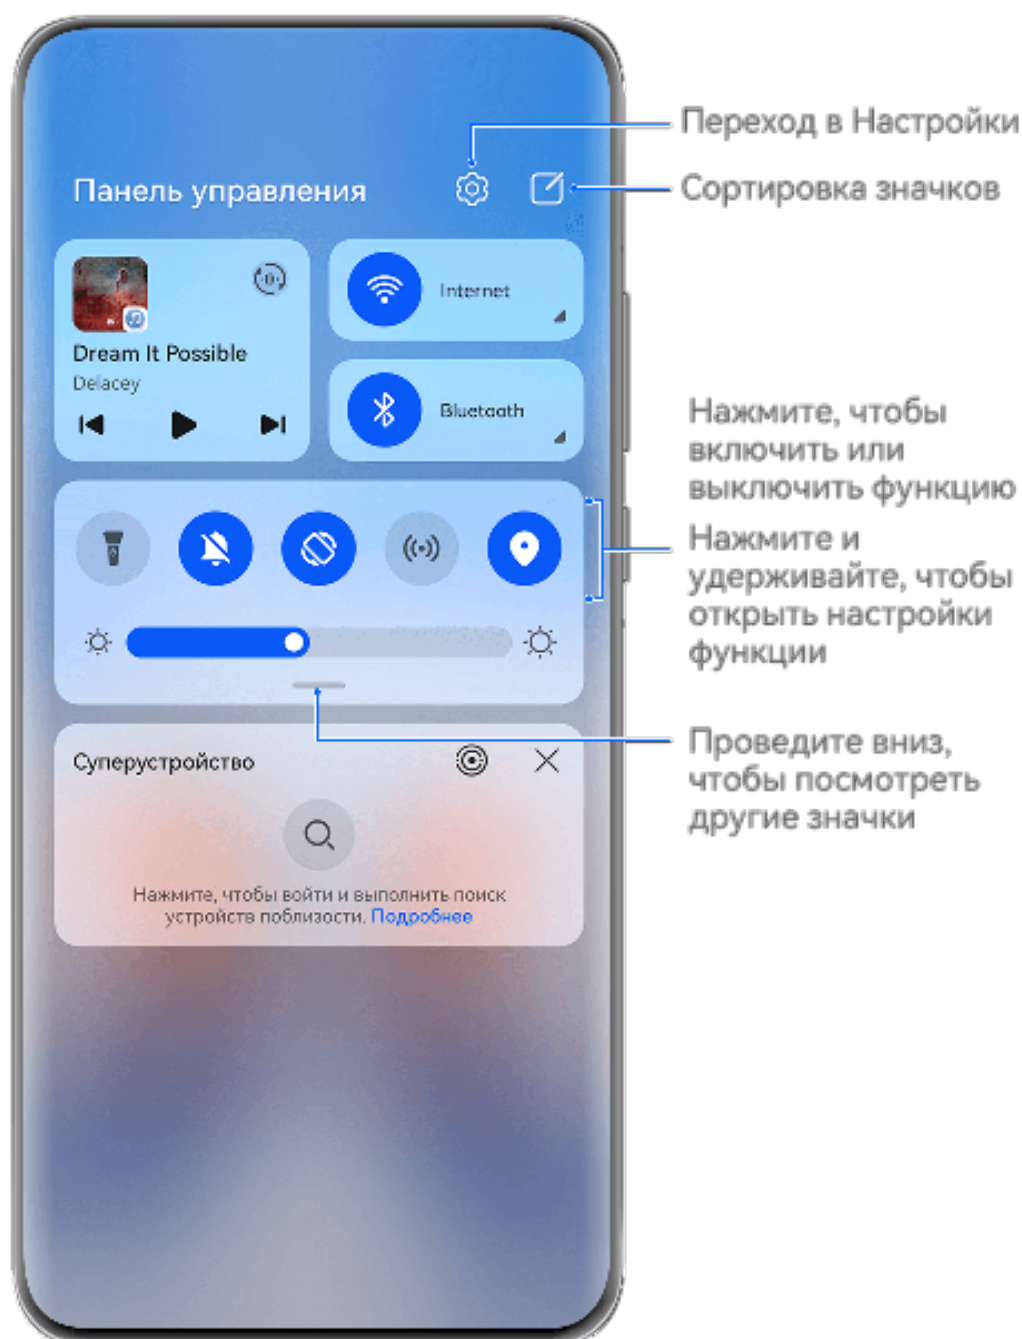 Переход в Настройки
Панель управления
Сортировка значков
Internet
Dream It Possible
Delacey
Bluetooth
Нажмите, чтобы
включить или
выключить функцию
Нажмите и
удерживайте, чтобы
открыть настройки
функции
Проведите вниз,
чтобы посмотреть
другие значки
Суперустройство
Нажмите, чтобы войти и выполнить поиск
устройств поблизости. Подробнее